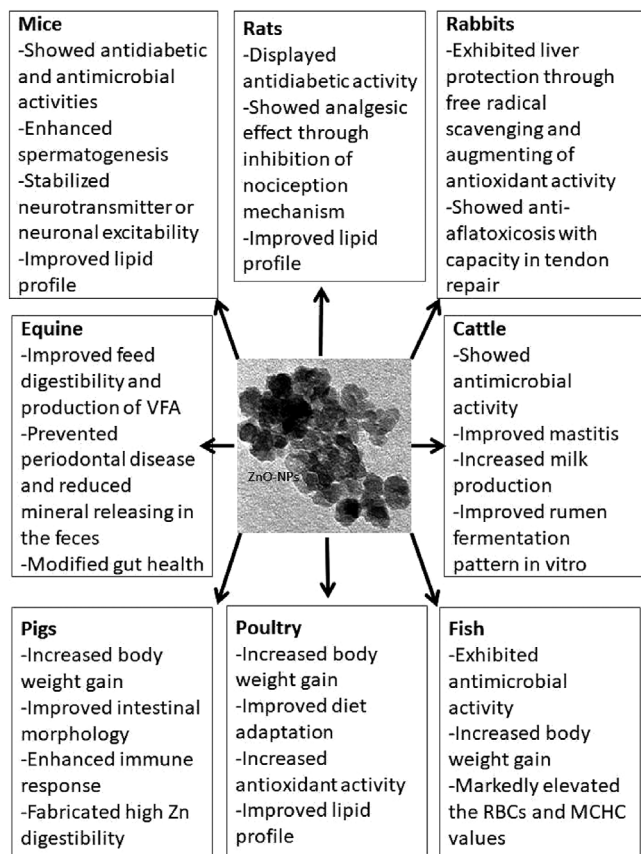 Mice
-Showed antidiabetic
and antimicrobial
activities
-Enhanced
spermatogenesis
-Stabilized
neurotransmitter or
neuronal excitability
-Improved lipid
profile
Rats
-Displayed
antidiabetic activity
-Showed analgesic
effect through
inhibition of
nociception
mechanism
-Improved lipid
profile
Rabbits
-Exhibited liver
protection through
free radical
scavenging and
augmenting of
antioxidant activity
-Showed anti-
aflatoxicosis with
capacity in tendon
repair
Equine
-Improved feed
digestibility and
production of VFA
-Prevented
periodontal disease
and reduced
mineral releasing in
the feces
-Modified gut health
ZnO-NPs
Cattle
-Showed
antimicrobial
activity
-Improved mastitis
-Increased milk
production
-Improved rumen
fermentation
pattern in vitro
Pigs
-Increased body
weight gain
-Improved intestinal
morphology
-Enhanced immune
response
-Fabricated high Zn
digestibility
Poultry
-Increased body
weight gain
-Improved diet
adaptation
-Increased
antioxidant activity
-Improved lipid
profile
Fish
-Exhibited
antimicrobial
activity
-Increased body
weight gain
-Markedly elevated
the RBCs and MCHC
values